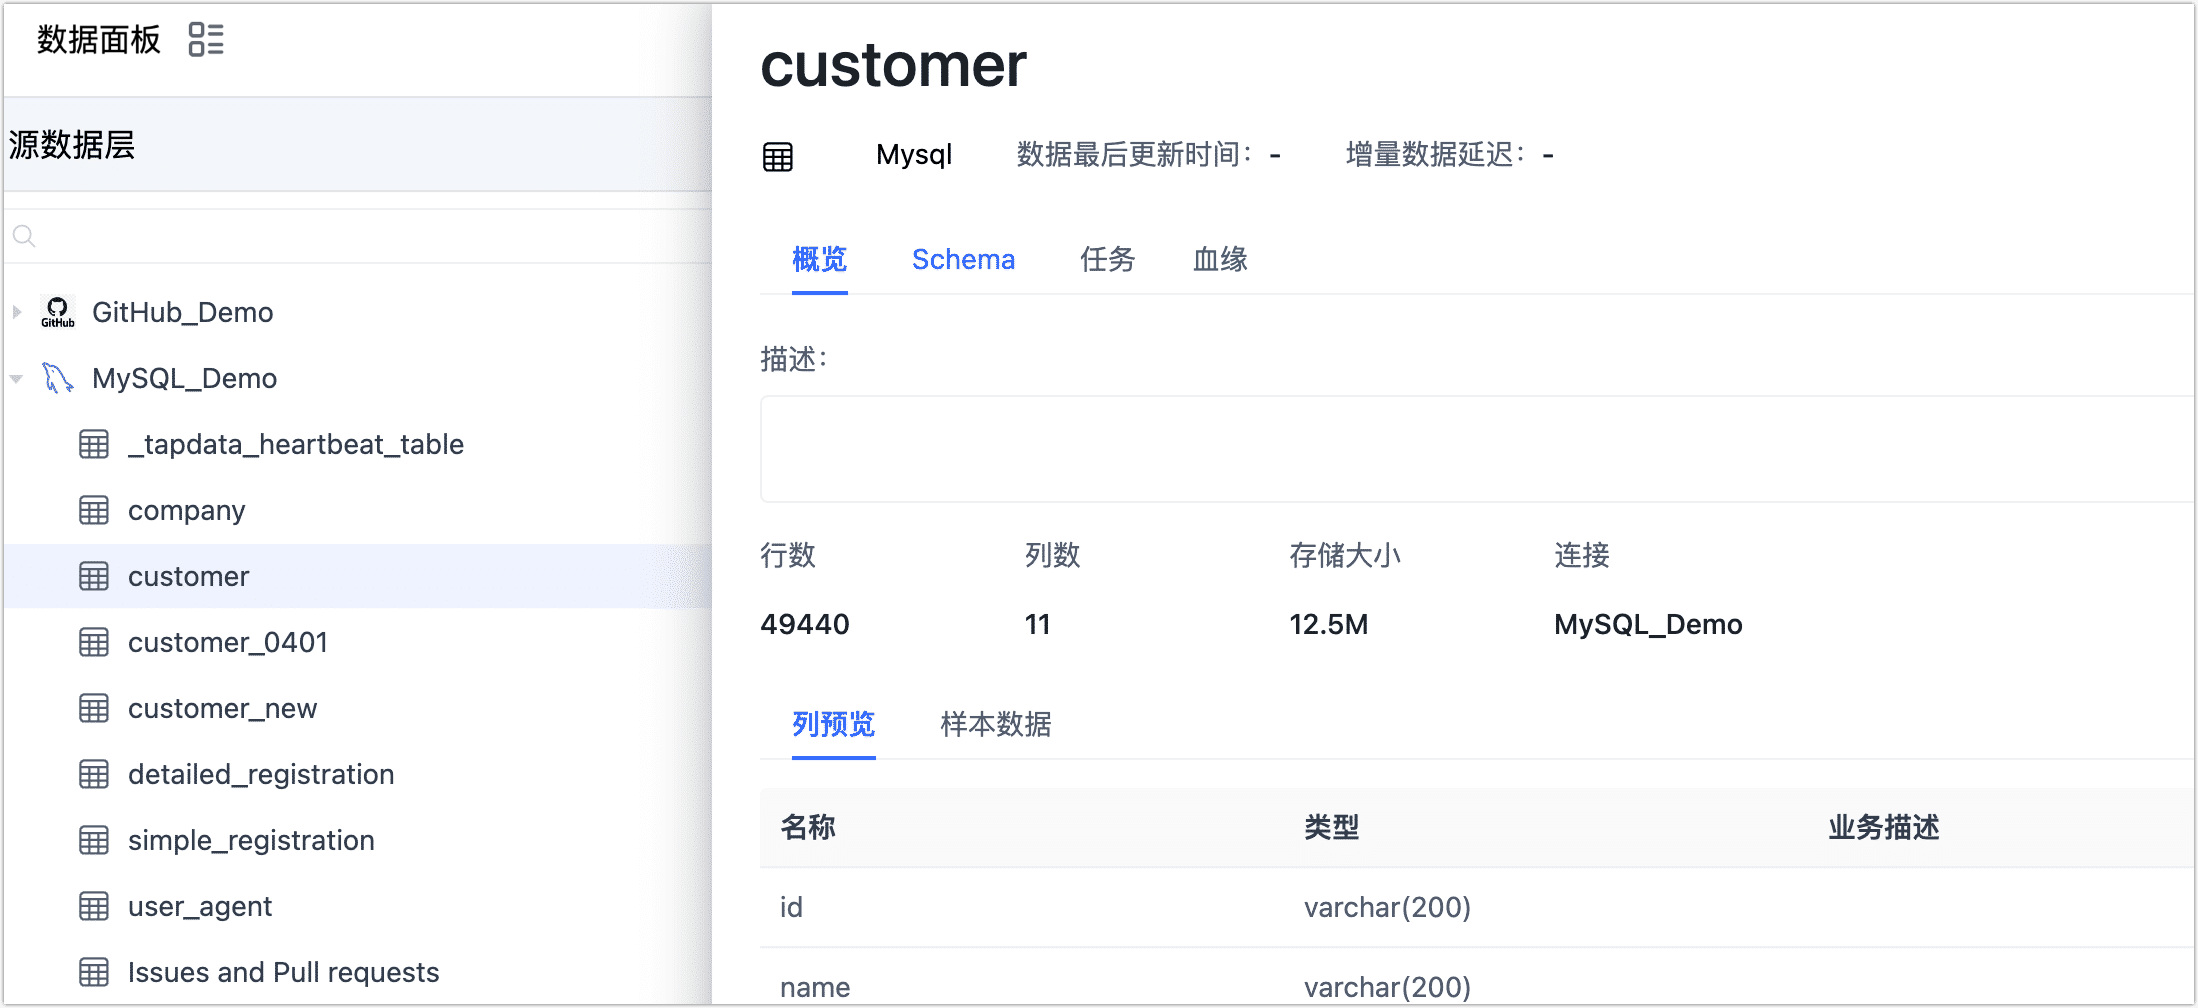 数据面板
源数据层
GitHub
GitHub_Demo
MySQL_Demo
_tapdata_heartbeat_table
company
customer
customer_0401
customer_new
detailed_registration
simple_registration
user_agent
Issues and Pull requests
customer
Mysql 数据最后更新时间： - 增量数据延迟： -
概览 Schema 任务 血缘
描述：
行数 列数 存储大小 连接
49440 11 12.5M MySQL_Demo
列预览 样本数据
名称 类型 业务描述
id varchar(200)
name varchar(200)